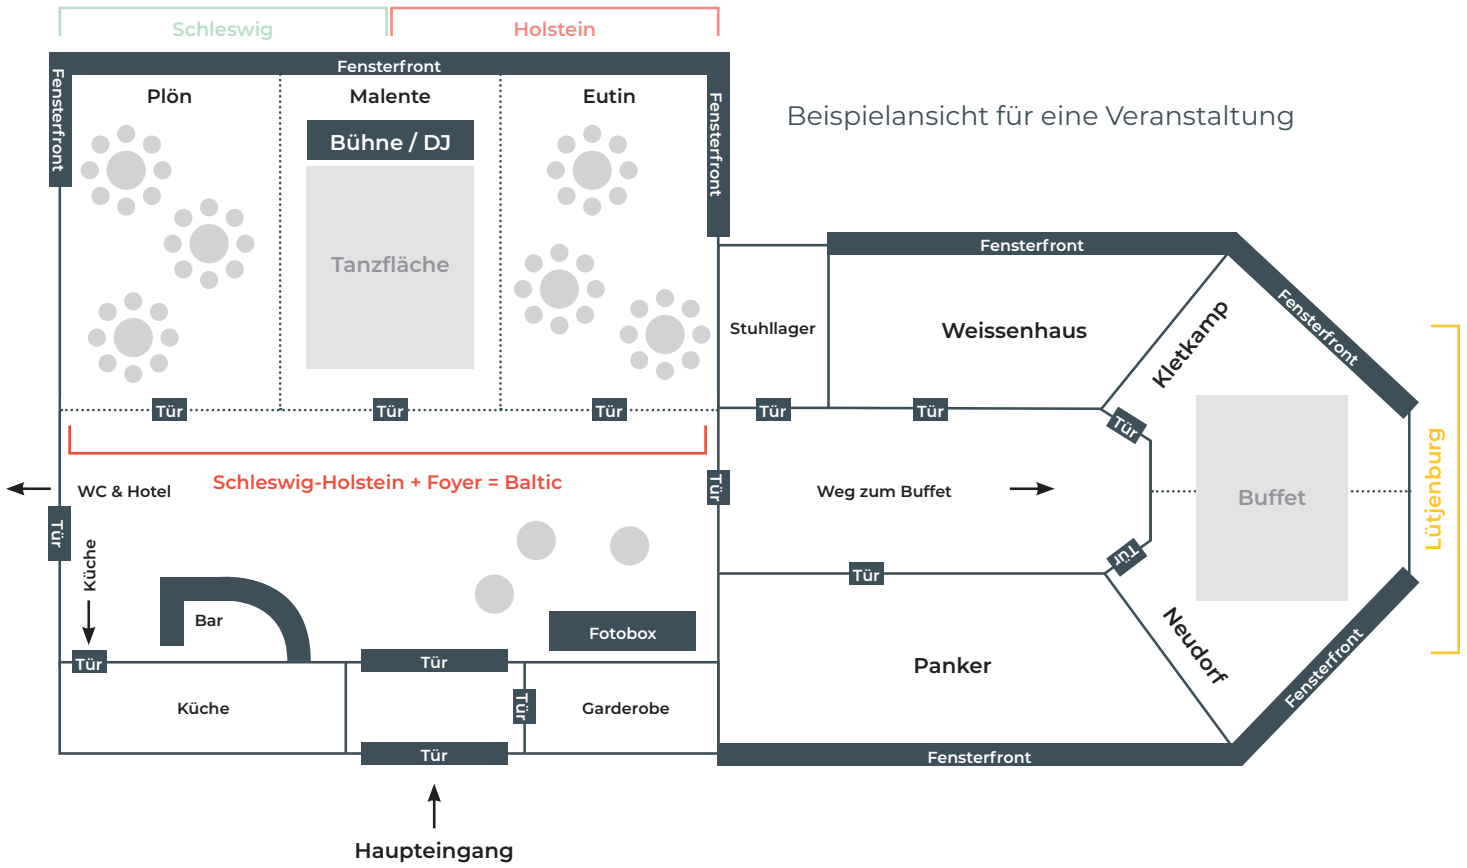 Schleswig
Holstein
Fensterfront
Fensterfront
Fensterfront
Plön
Malente
Eutin
Bühne / DJ
Tanzfläche
Beispielansicht für eine Veranstaltung
Fensterfront
Fensterfront
Stuhllager
Weissenhaus
Kletkamp
Tür
Tür
Tür
Tür
Tür
Tür
Schleswig-Holstein + Foyer = Baltic
WC & Hotel
Tür
Weg zum Buffet
Buffet
Lütjenburg
Tür
Küche
Tür
Tür
Bar
Fotobox
Neudorf
Tür
Tür
Panker
Fensterfront
Küche
Tür
Garderobe
Tür
Fensterfront
Haupteingang